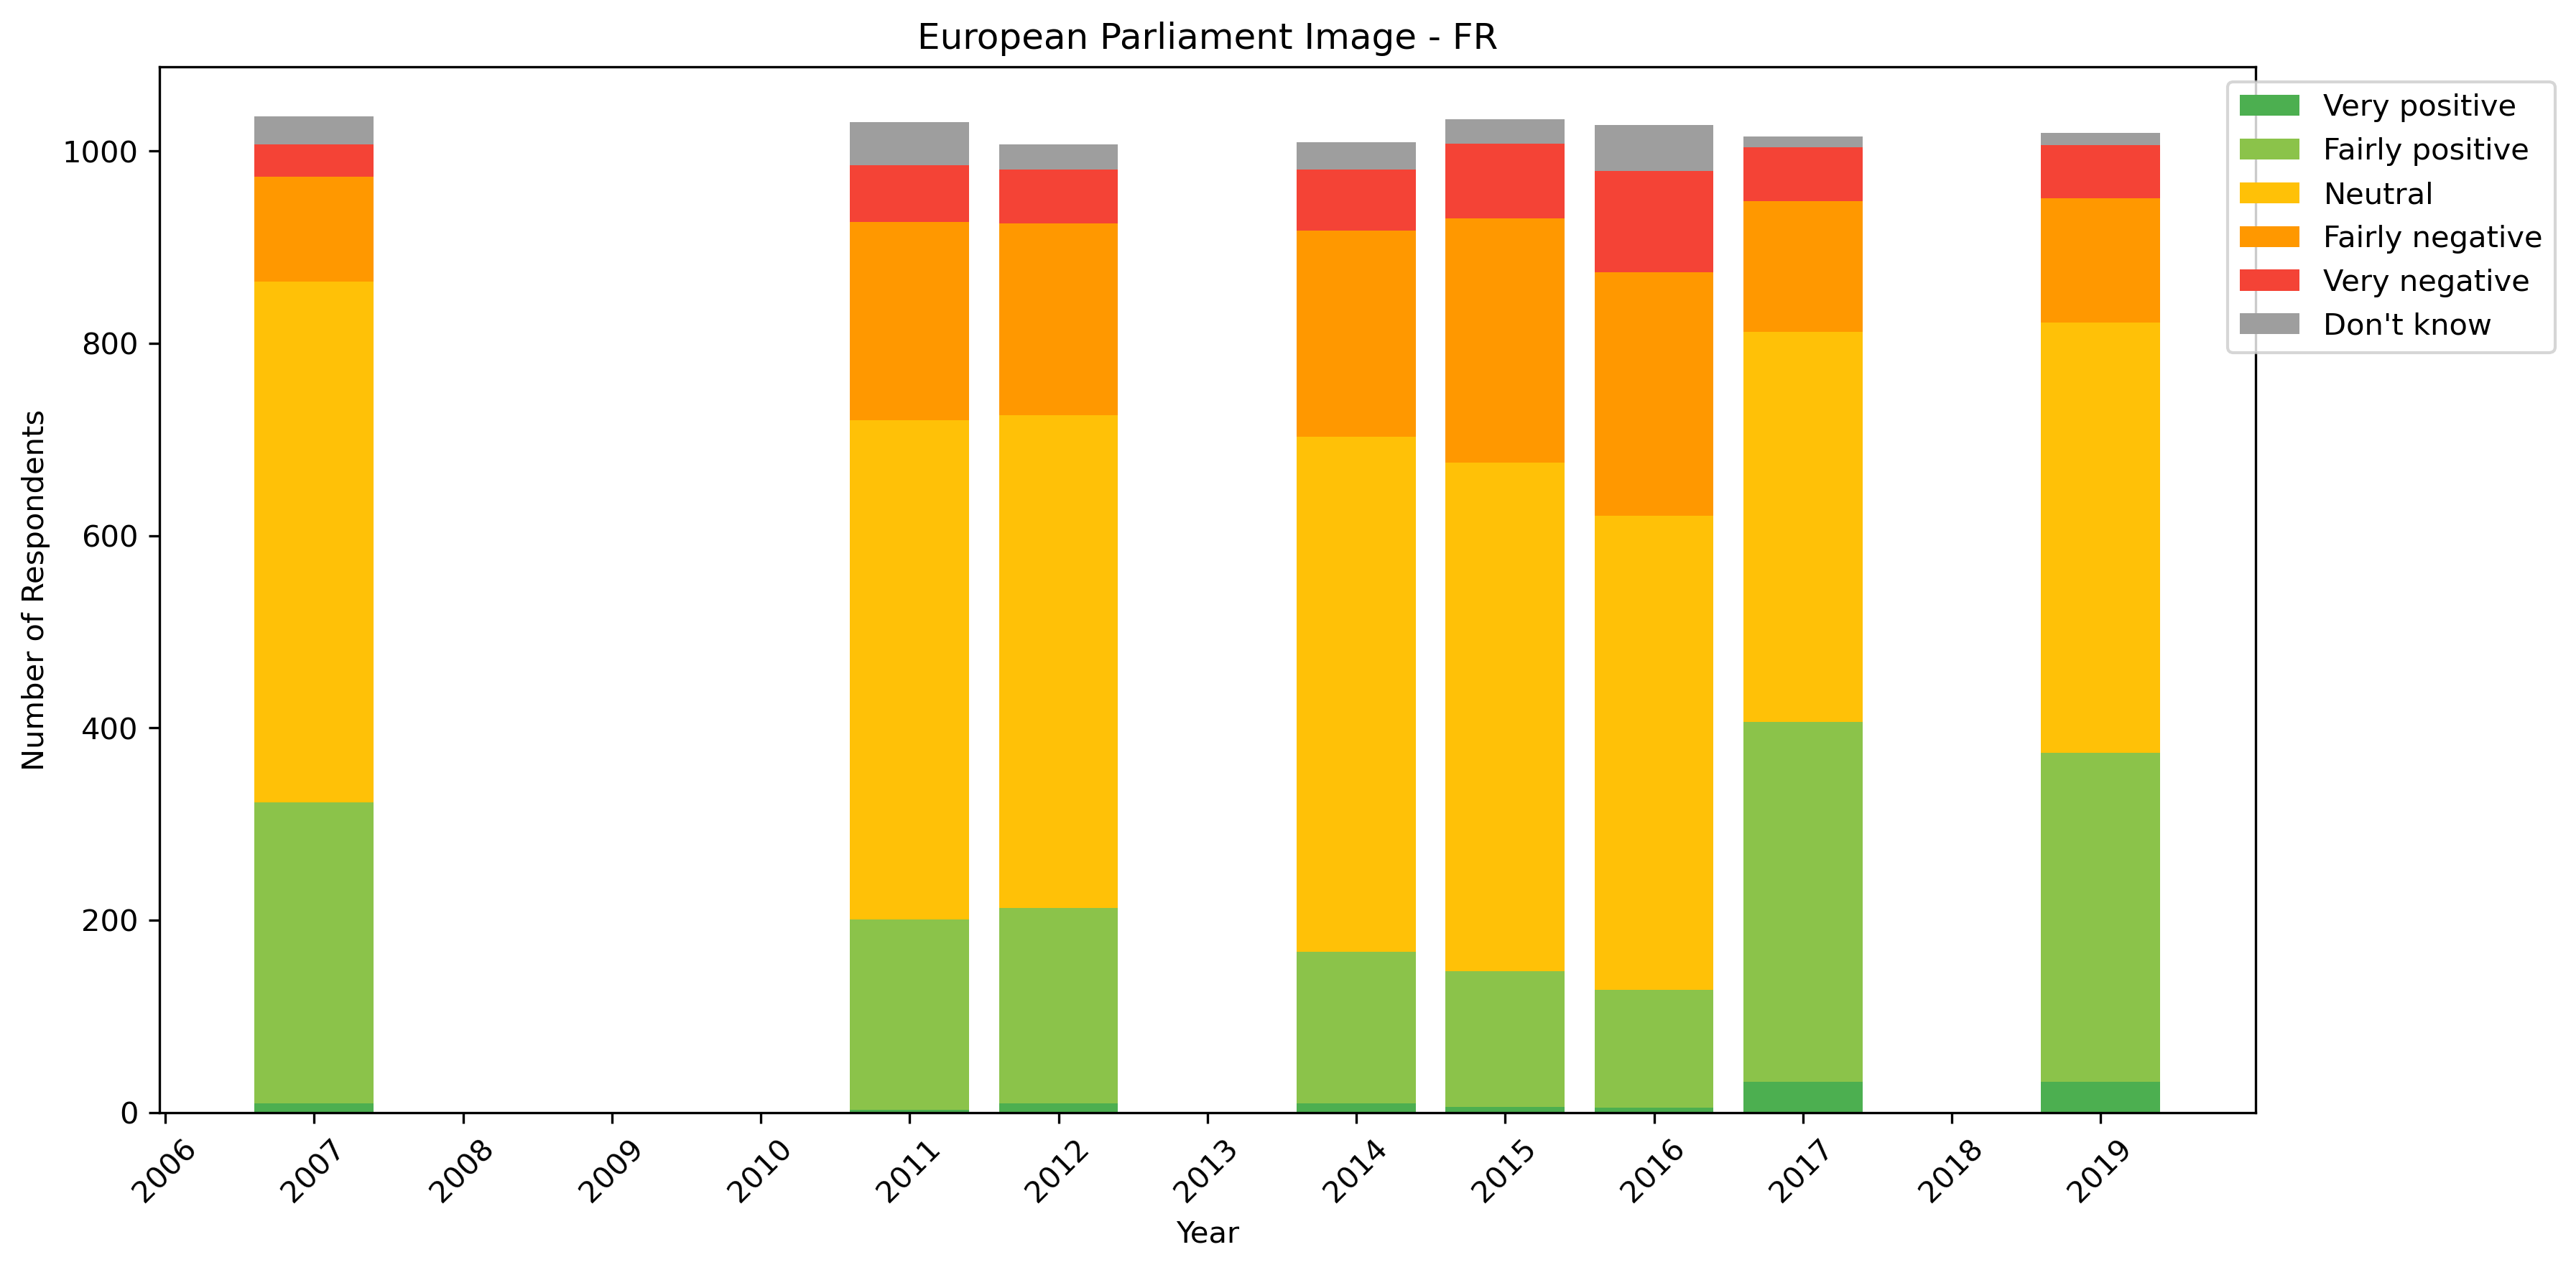 European Parliament Image - FR
Very positive
Fairly positive
Neutral
Fairly negative
Very negative
Don't know
Number of Respondents
1000
800
600
400
200
0
2006
2007
2008
2009
2010
2011
2012
2013
2014
2015
2016
2017
2018
2019
Year